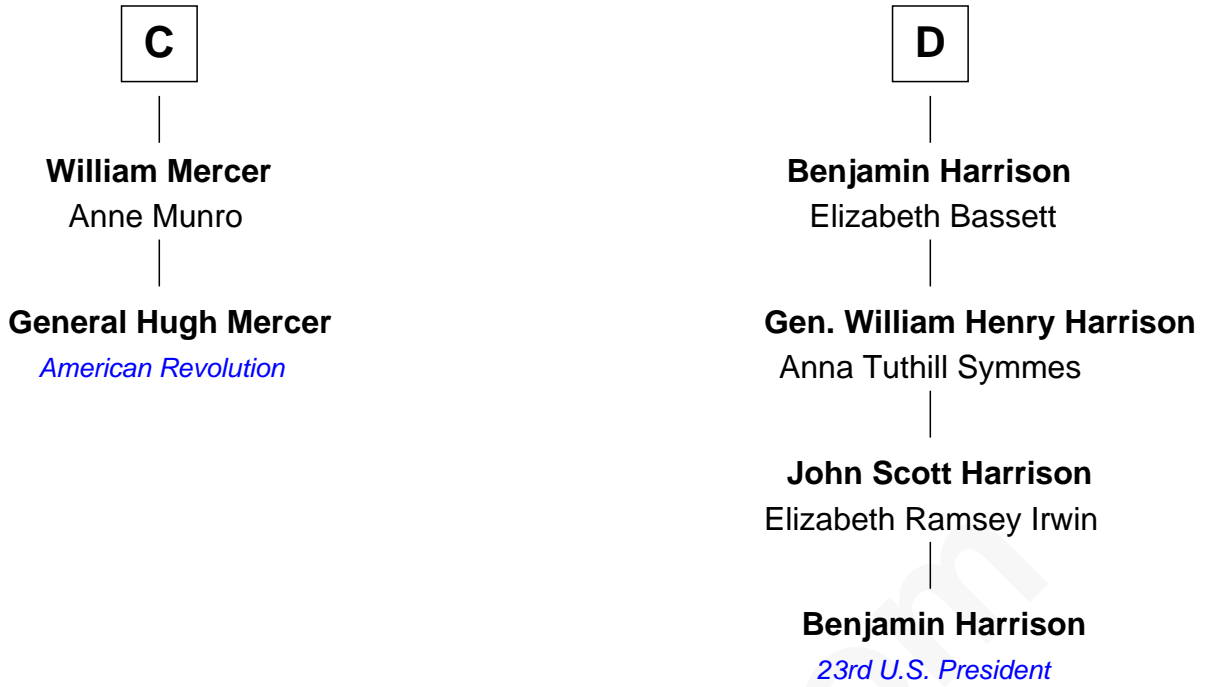 C
William Mercer
Anne Munro
General Hugh Mercer
American Revolution
D
Benjamin Harrison
Elizabeth Bassett
Gen. William Henry Harrison
Anna Tuthill Symmes
John Scott Harrison
Elizabeth Ramsey Irwin
Benjamin Harrison
23rd U.S. President